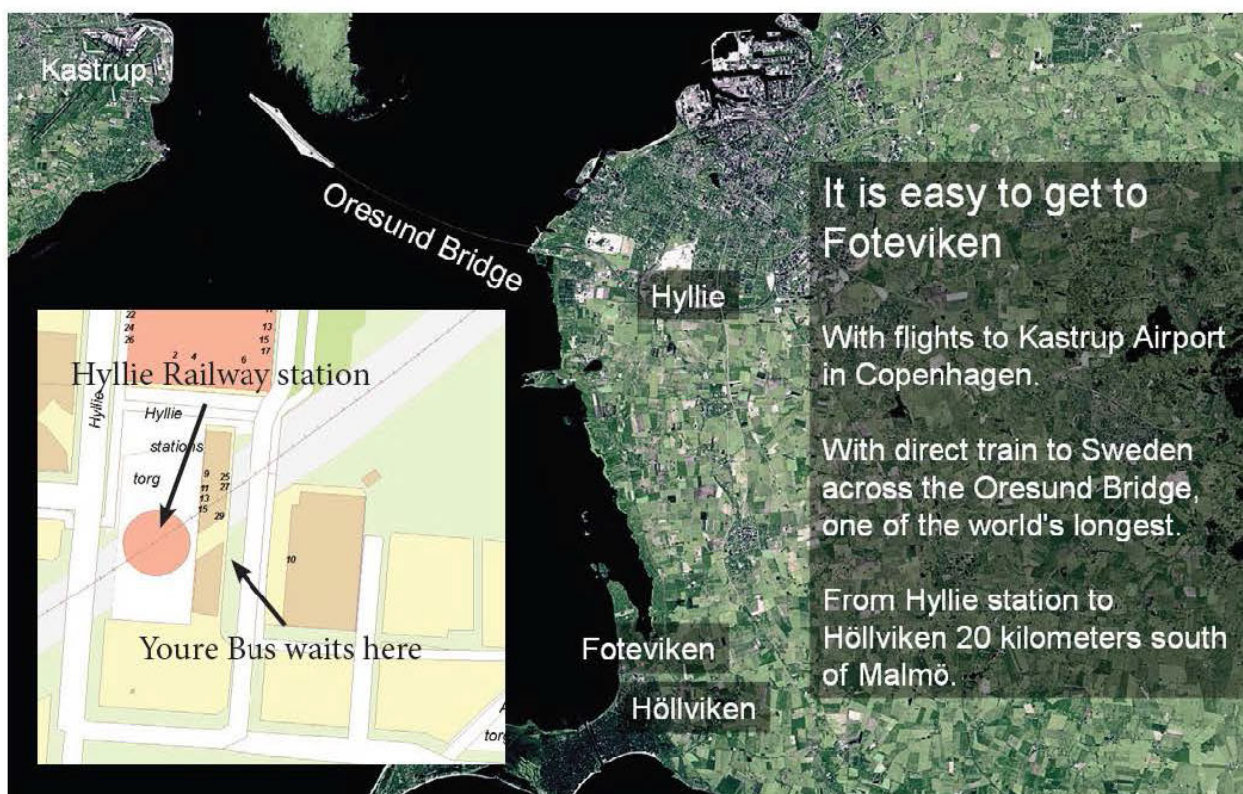 Kastrup
Oresund Bridge
Hyllie
It is easy to get to
Foteviken
With flights to Kastrup Airport
in Copenhagen.
With direct train to Sweden
across the Oresund Bridge,
one of the world's longest.
From Hyllie station to
Höllviken 20 kilometers south
of Malmö.
Foteviken
Höllviken
22
24
26
2 4 6
13
15
17
Hyllie Railway station
Hyllie
Hyllie
stations
torg
9
11
13
15
25
27
29
10
Youre Bus waits here
torg